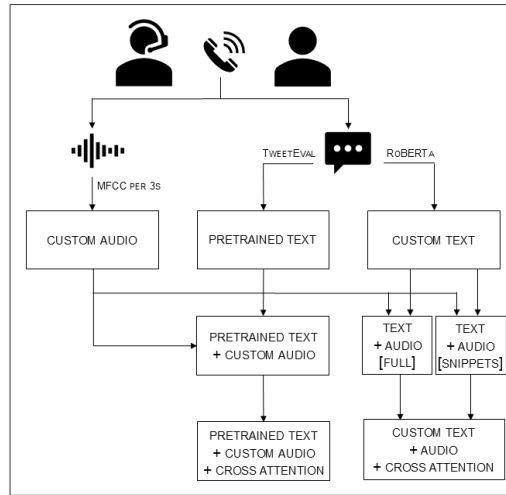 TWEETEVAL
ROBERTA
MFCC PER 3S
CUSTOM AUDIO
PRETRAINED TEXT
CUSTOM TEXT
PRETRAINED TEXT
+ CUSTOM AUDIO
TEXT
+ AUDIO
[FULL]
TEXT
+ AUDIO
[SNIPPETS]
PRETRAINED TEXT
+ CUSTOM AUDIO
+ CROSS ATTENTION
CUSTOM TEXT
+ AUDIO
+ CROSS ATTENTION